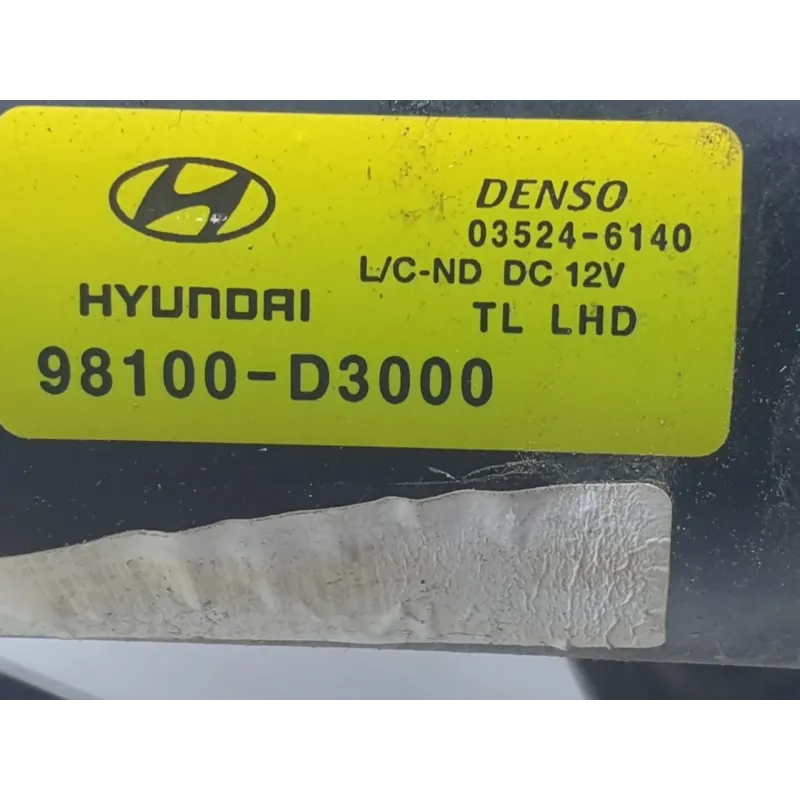 HYUNDAI
98100-D3000
DENSO
03524-6140
L/C-ND DC 12V
TL LHD